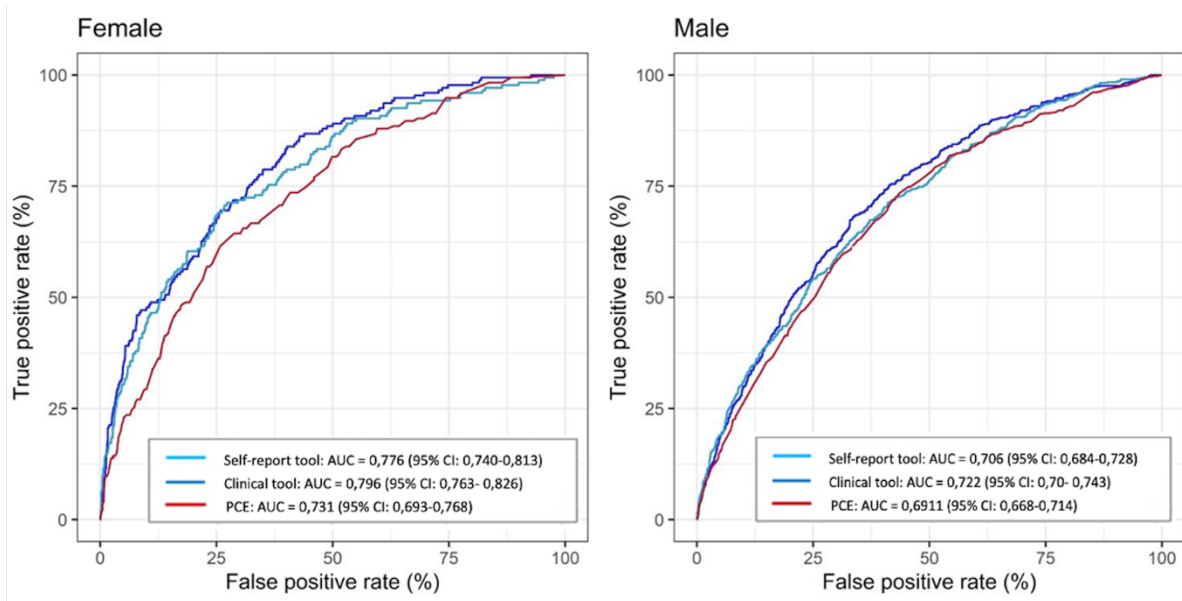 Female
True positive rate (%)
100
75
50
25
0
Self-report tool: AUC = 0,776 (95% CI: 0,740-0,813)
Clinical tool: AUC = 0,796 (95% CI: 0,763- 0,826)
PCE: AUC = 0,731 (95% CI: 0,693-0,768)
0 25 50 75 100
False positive rate (%)
Male
True positive rate (%)
100
75
50
25
0
Self-report tool: AUC = 0,706 (95% CI: 0,684-0,728)
Clinical tool: AUC = 0,722 (95% CI: 0,70- 0,743)
PCE: AUC = 0,6911 (95% CI: 0,668-0,714)
0 25 50 75 100
False positive rate (%)